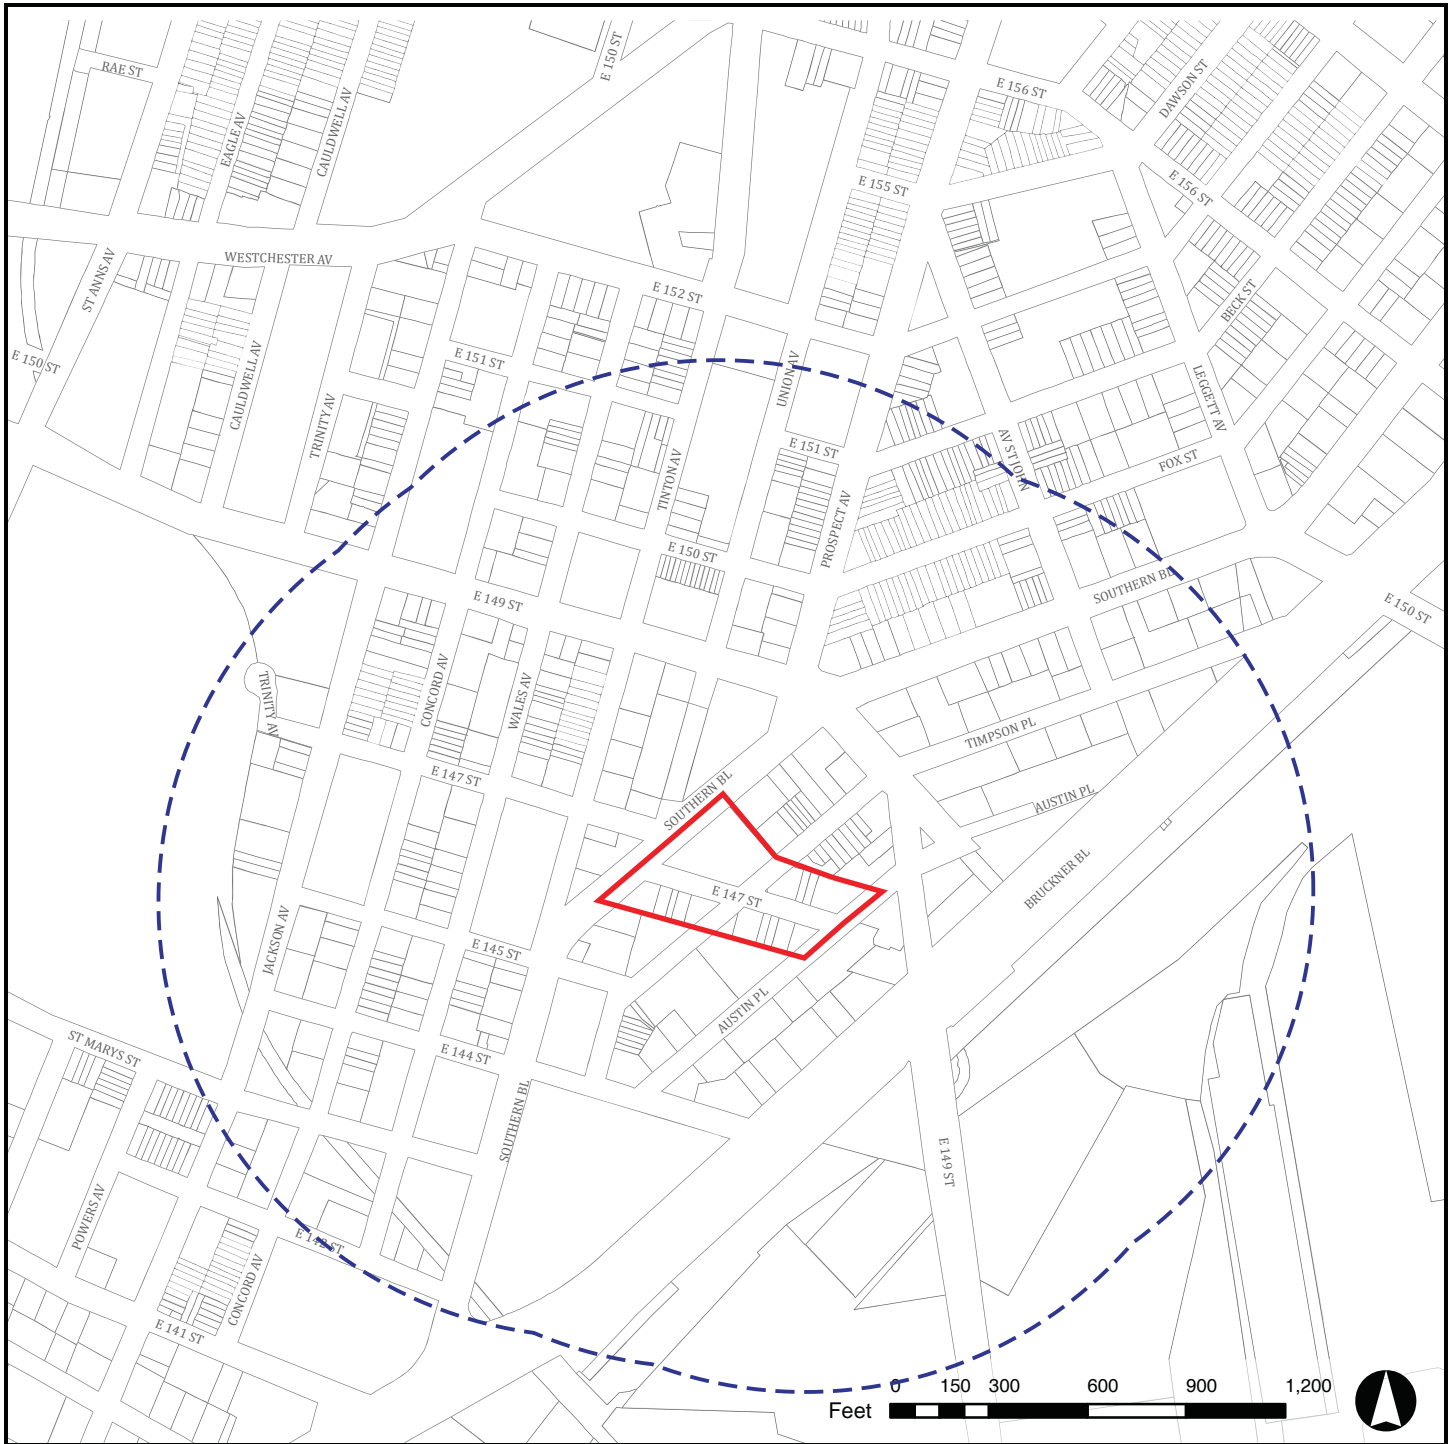 RAE ST
EAGLE AV
CAULDWELL AV
E 150 ST
E 156 ST
DAWSON ST
E 155 ST
E 156 ST
WESTCHESTER AV
ST ANNS AV
E 152 ST
BECK ST
E 150 ST
E 151 ST
CAULDWELL AV
TRINITY AV
UNION AV
LEGGETT AV
E 151 ST
AV ST JOHN
FOX ST
TINTON AV
PROSPECT AV
E 150 ST
SOUTHERN BL
E 149 ST
E 150 ST
TRINITY AV
CONCORD AV
WALES AV
TIMPSON PL
E 147 ST
SOUTHERN BL
AUSTIN PL
E 147 ST
BRUCKNER BL
JACKSON AV
E 145 ST
AUSTIN PL
ST MARYS ST
E 144 ST
SOUTHERN BL
E 149 ST
POWERS AV
E 142 ST
CONCORD AV
E 141 ST
0 150 300 600 900 1,200
Feet